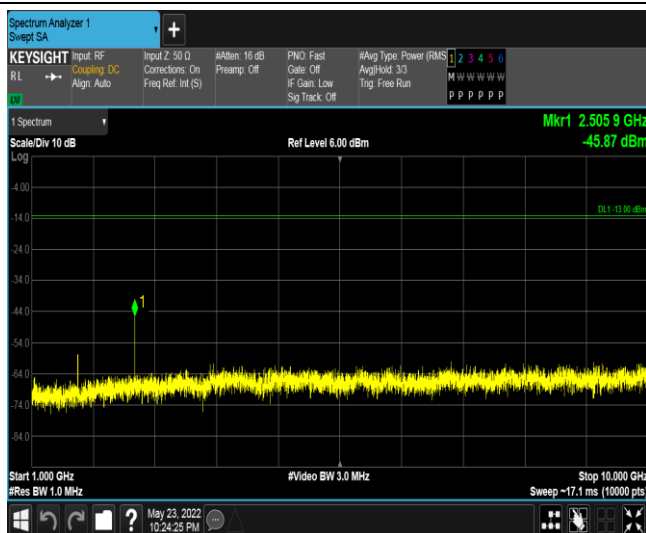 Spectrum Analyzer 1
Swept SA
+
KEYSIGHT Input: RF Input Z: 50 Ω #Atten: 16 dB PNO: Fast #Avg Type: Power (RMS 1 2 3 4 5 6
RL Coupling: DC Corrections: On Preamp: Off Gate: Off Avg|Hold: 3/3 M W W W W W
Align: Auto Freq Ref: Int (S) IF Gain: Low Trig: Free Run
Sig Track: Off P P P P P P
1 Spectrum Mkr1 2.505 9 GHz
Scale/Div 10 dB Ref Level 6.00 dBm -45.87 dBm
Log
-4.00
DL1 -13.00 dBm
-14.0
-24.0
-34.0
1
-44.0
-54.0
-64.0
-74.0
-84.0
Start 1.000 GHz #Video BW 3.0 MHz Stop 10.000 GHz
#Res BW 1.0 MHz Sweep ~17.1 ms (10000 pts)
? May 23, 2022
10:24:25 PM